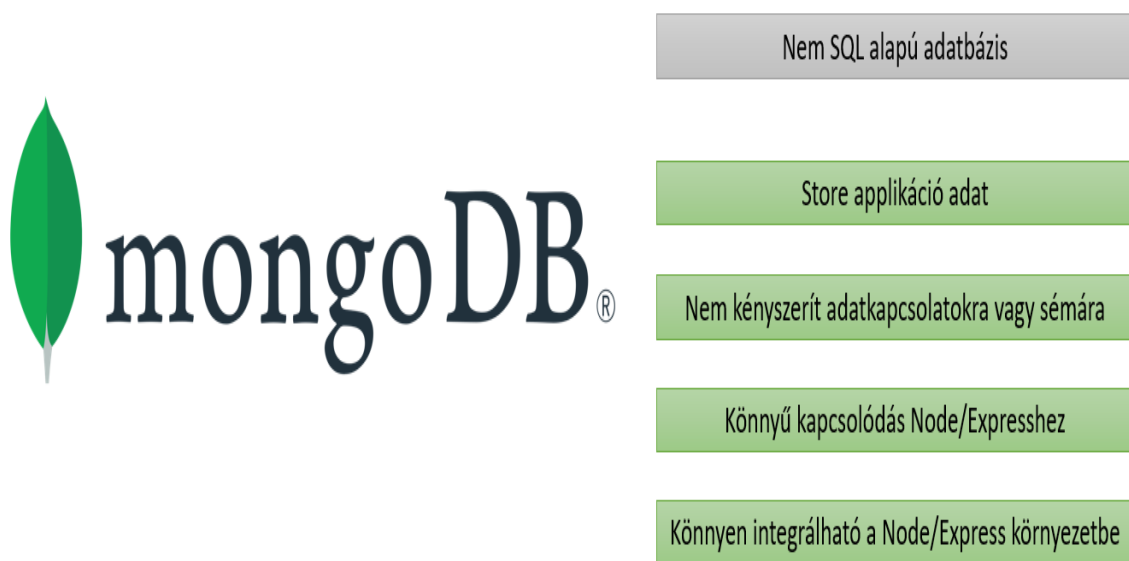 mongoDB®
Nem SQL alapú adatbázis
Store applikáció adat
Nem kényszerít adatkapcsolatokra vagy sémára
Könnyű kapcsolódás Node/Expresshez
Könnyen integrálható a Node/Express környezetbe